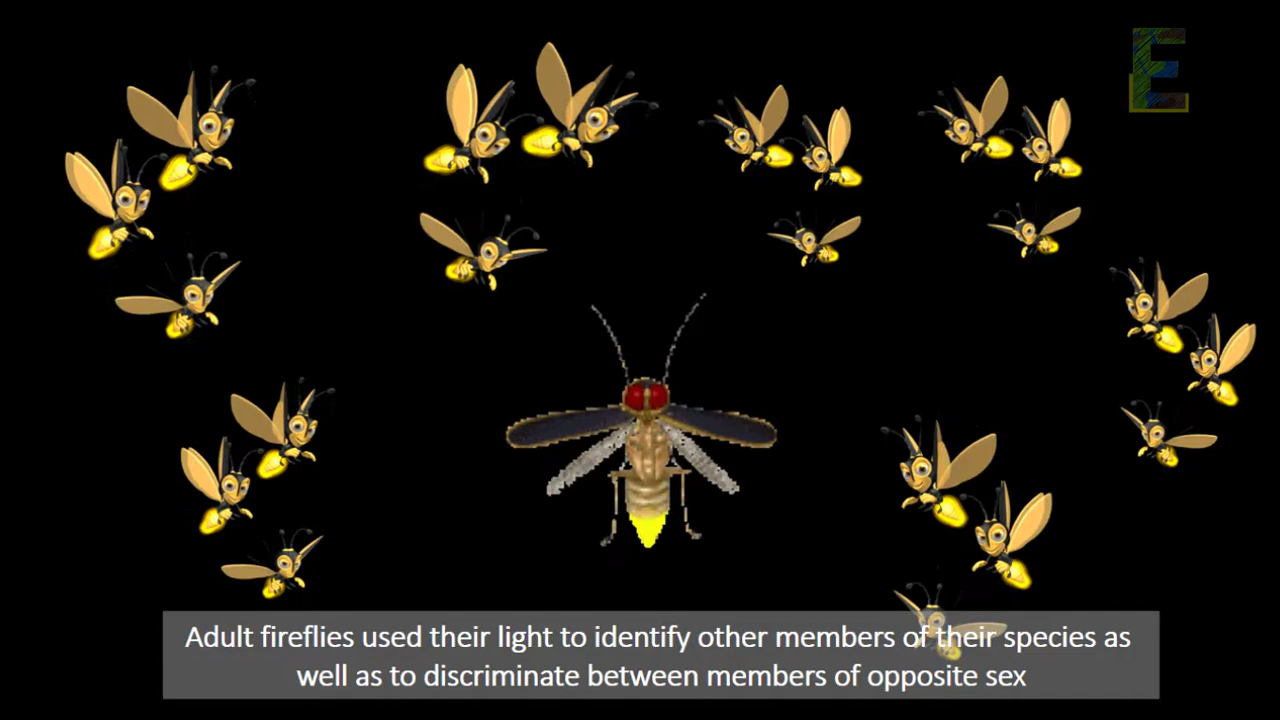 E
Adult fireflies used their light to identify other members of their species as
well as to discriminate between members of opposite sex